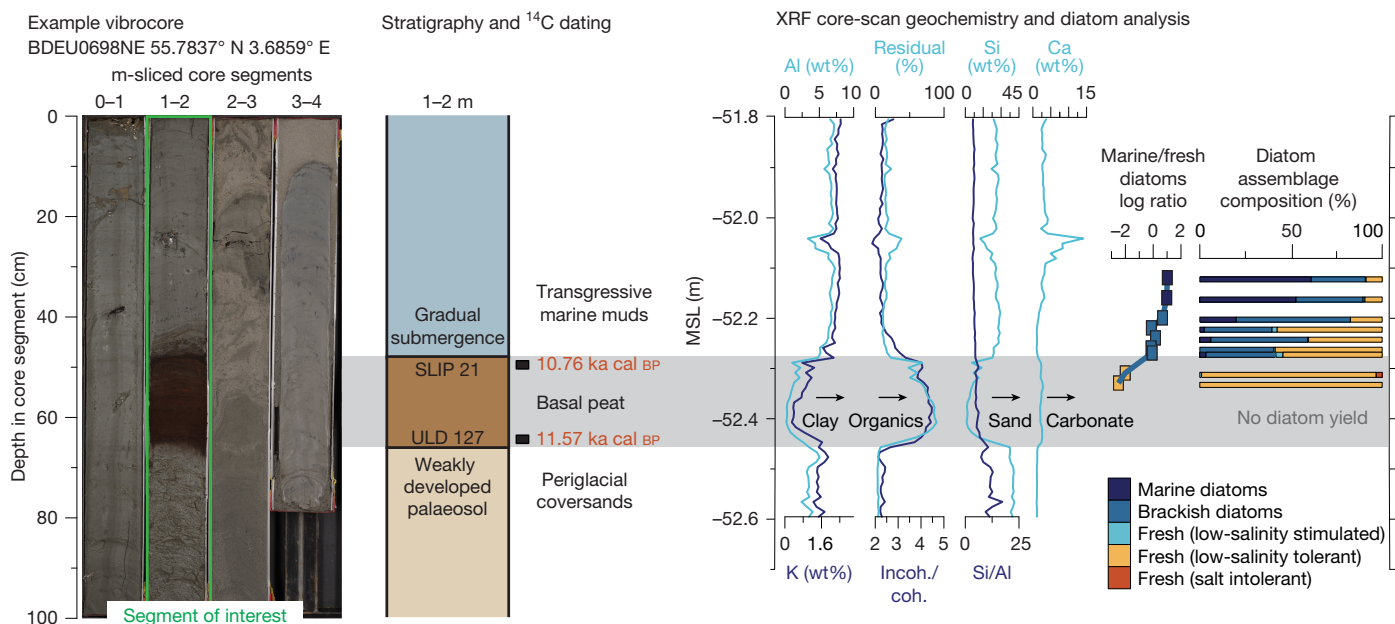 Example vibrocore
BDEU0698NE 55.7837° N 3.6859° E
m-sliced core segments
0–1 1–2 2–3 3–4
Depth in core segment (cm)
0
20
40
60
80
100
Segment of interest
Stratigraphy and ¹⁴C dating
1–2 m
Gradual
submergence
SLIP 21
ULD 127
Weakly
developed
palaeosol
Transgressive
marine muds
10.76 ka cal BP
Basal peat
11.57 ka cal BP
Periglacial
coversands
XRF core-scan geochemistry and diatom analysis
Al (wt%)
0 5 10
Residual
(%)
0 100
Si
(wt%)
0 45
Ca
(wt%)
0 15
MSL (m)
–51.8
–52.0
–52.2
–52.4
–52.6
Clay Organics Sand Carbonate
0 1.6
K (wt%)
2 3 4 5
Incoh./
coh.
0 25
Si/Al
Marine/fresh
diatoms
log ratio
–2 0 2
Diatom
assemblage
composition (%)
0 50 100
No diatom yield
Marine diatoms
Brackish diatoms
Fresh (low-salinity stimulated)
Fresh (low-salinity tolerant)
Fresh (salt intolerant)